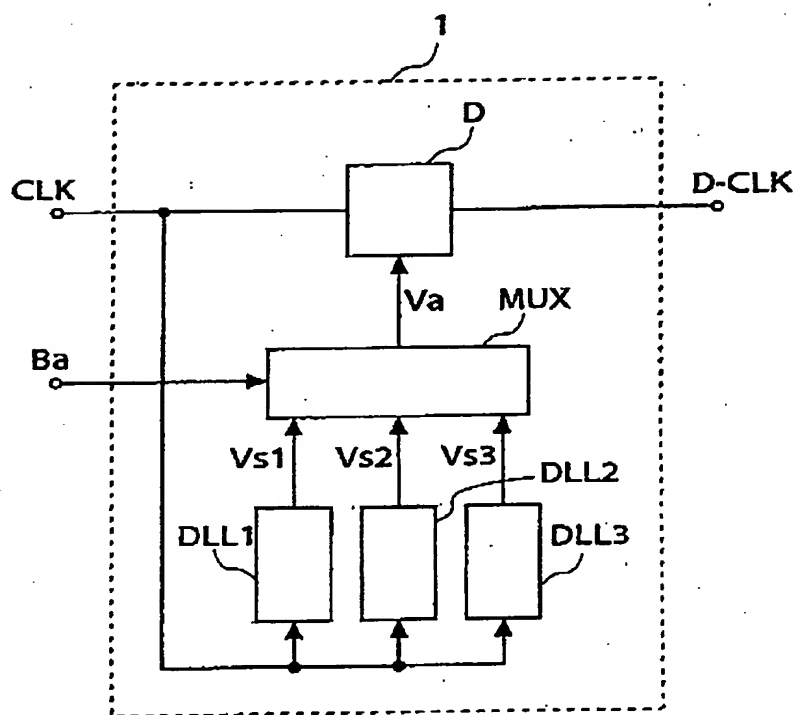 1
D
CLK
D-CLK
Va
MUX
Ba
Vs1
Vs2
Vs3
DLL2
DLL1
DLL3